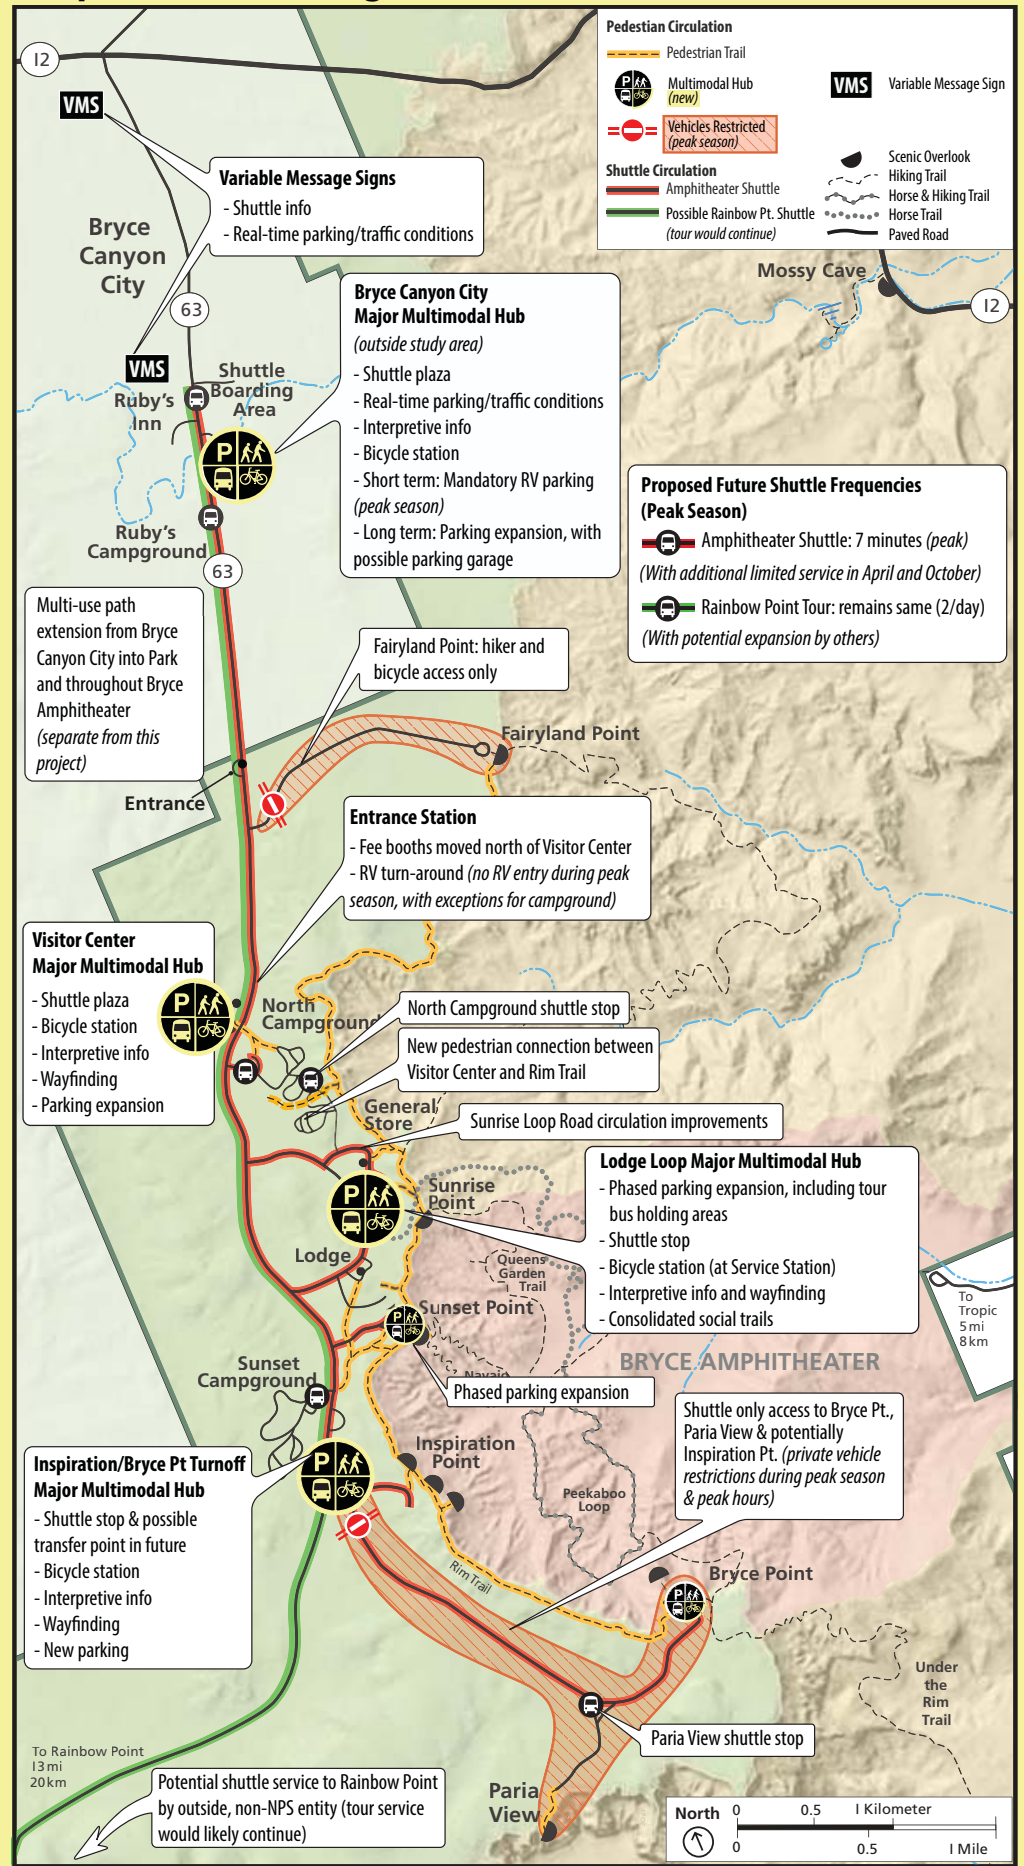 Pedestian Circulation
Pedestrian Trail
Multimodal Hub
(new)
VMS
Variable Message Sign
Vehicles Restricted
(peak season)
Shuttle Circulation
Amphitheater Shuttle
Possible Rainbow Pt. Shuttle
(tour would continue)
Scenic Overlook
Hiking Trail
Horse & Hiking Trail
Horse Trail
Paved Road
12
VMS
Variable Message Signs
- Shuttle info
- Real-time parking/traffic conditions
Bryce
Canyon
City
63
Mossy Cave
12
Bryce Canyon City
Major Multimodal Hub
(outside study area)
- Shuttle plaza
- Real-time parking/traffic conditions
- Interpretive info
- Bicycle station
- Short term: Mandatory RV parking
(peak season)
- Long term: Parking expansion, with
possible parking garage
VMS
Shuttle
Boarding
Area
Ruby's
Inn
P
Ruby's
Campground
63
Proposed Future Shuttle Frequencies
(Peak Season)
Amphitheater Shuttle: 7 minutes (peak)
(With additional limited service in April and October)
Rainbow Point Tour: remains same (2/day)
(With potential expansion by others)
Multi-use path
extension from Bryce
Canyon City into Park
and throughout Bryce
Amphitheater
(separate from this
project)
Fairyland Point: hiker and
bicycle access only
Fairyland Point
Entrance
Entrance Station
- Fee booths moved north of Visitor Center
- RV turn-around (no RV entry during peak
season, with exceptions for campground)
Visitor Center
Major Multimodal Hub
- Shuttle plaza
- Bicycle station
- Interpretive info
- Wayfinding
- Parking expansion
P
North
Campground
North Campground shuttle stop
New pedestrian connection between
Visitor Center and Rim Trail
General
Store
Sunrise Loop Road circulation improvements
Lodge Loop Major Multimodal Hub
- Phased parking expansion, including tour
bus holding areas
- Shuttle stop
- Bicycle station (at Service Station)
- Interpretive info and wayfinding
- Consolidated social trails
P
Sunrise
Point
Lodge
Queens
Garden
Trail
To
Tropic
5 mi
8 km
P
Sunset Point
BRYCE AMPHITHEATER
Sunset
Campground
Phased parking expansion
Shuttle only access to Bryce Pt.,
Paria View & potentially
Inspiration Pt. (private vehicle
restrictions during peak season
& peak hours)
Inspiration
Point
Inspiration/Bryce Pt Turnoff
Major Multimodal Hub
- Shuttle stop & possible
transfer point in future
- Bicycle station
- Interpretive info
- Wayfinding
- New parking
P
Peekaboo
Loop
Rim Trail
Bryce Point
P
Under
the
Rim
Trail
Paria View shuttle stop
To Rainbow Point
13 mi
20 km
Potential shuttle service to Rainbow Point
by outside, non-NPS entity (tour service
would likely continue)
Paria
View
North
0 0.5 1 Kilometer
0 0.5 1 Mile